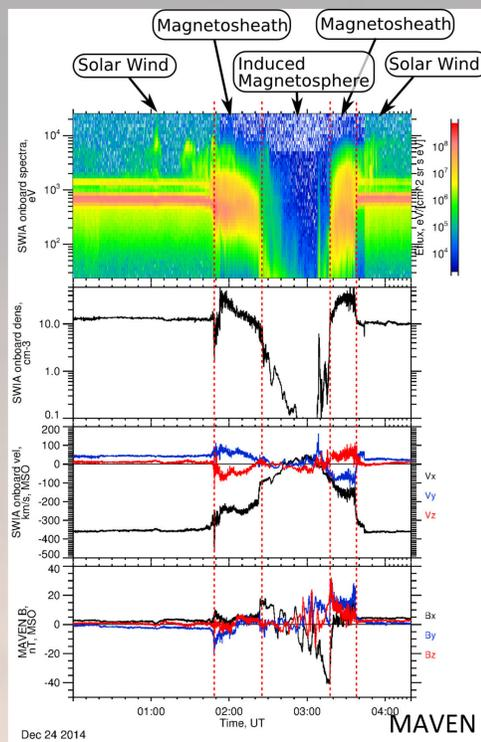 Magnetosheath
Magnetosheath
Solar Wind
Induced
Magnetosphere
Solar Wind
SWIA onboard spectra,
eV
10⁴
10³
10²
Eflux, eV/(cm2 sr s eV)
10⁸
10⁷
10⁶
10⁵
10⁴
SWIA onboard dens,
cm-3
10.0
1.0
0.1
SWIA onboard vel,
km/s, MSO
200
100
0
-100
-200
-300
-400
-500
Vx
Vy
Vz
MAVEN B,
nT, MSO
40
20
0
-20
-40
Bx
By
Bz
01:00
02:00
03:00
04:00
Time, UT
MAVEN
Dec 24 2014